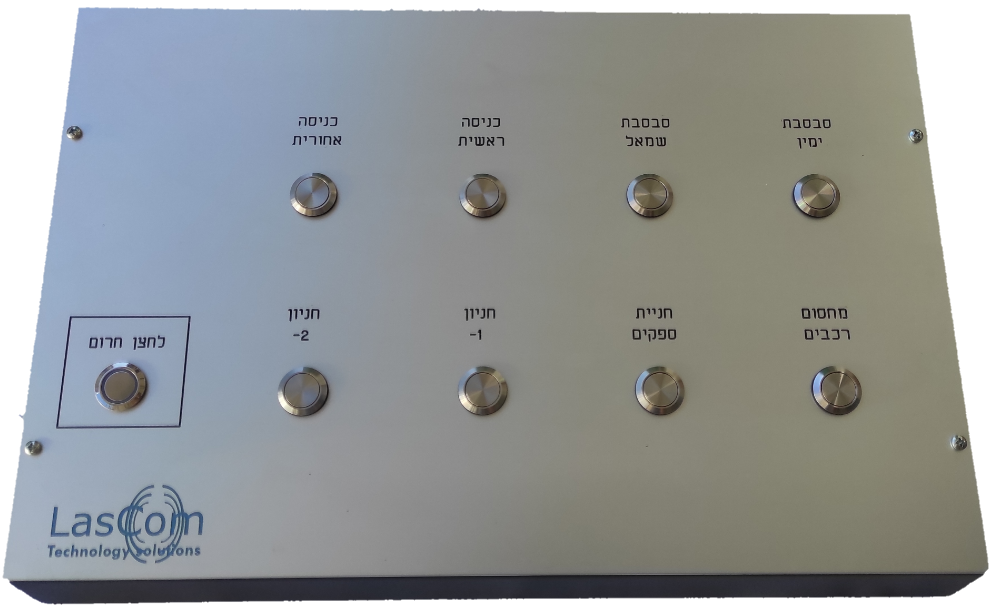 סבסבת
ימין
סבסבת
שמאל
כניסה
ראשית
כניסה
אחורית
מחסום
רכבים
חניית
ספקים
חניון
-1
חניון
-2
לחצן חרום
LasCom
Technology solutions